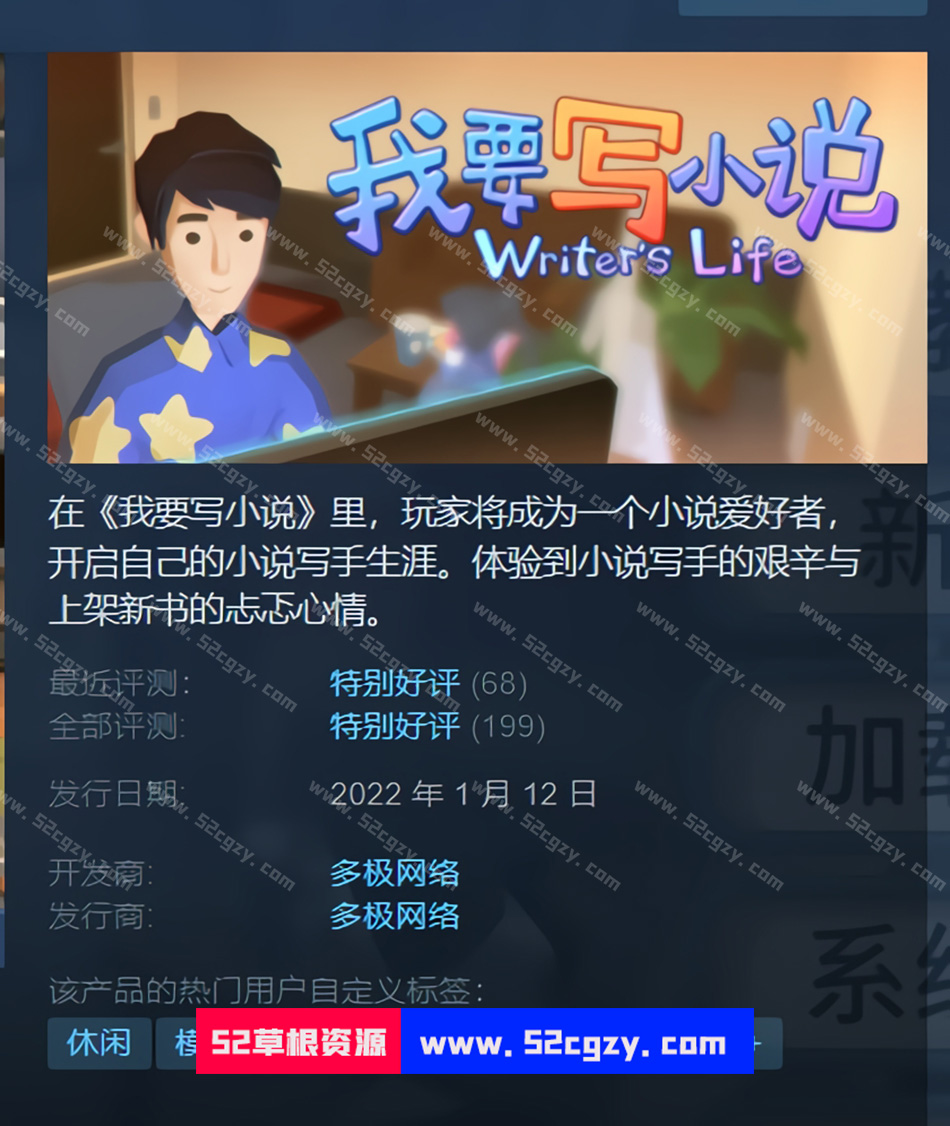 我要写小说
Writer's Life
在《我要写小说》里，玩家将成为一个小说爱好者，
开启自己的小说写手生涯。体验到小说写手的艰辛与
上架新书的忐忑心情。
最近评测： 特别好评 (68)
全部评测: 特别好评 (199)
发行日期: 2022 年 1 月 12 日
开发商: 多极网络
发行商: 多极网络
该产品的热门用户自定义标签：
休闲
52草根资源 www.52cgzy.com
新
加载
系统